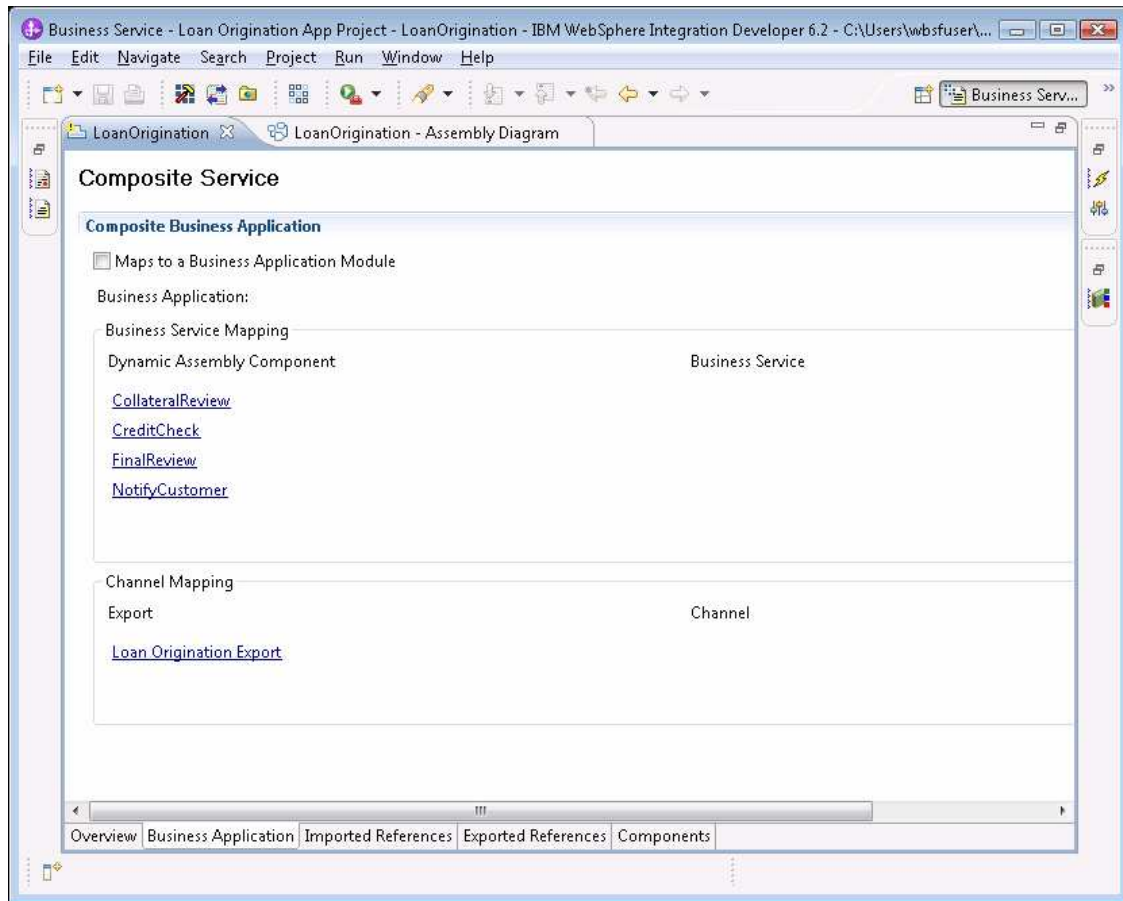 Business Service - Loan Origination App Project - LoanOrigination - IBM WebSphere Integration Developer 6.2 - C:\Users\wbsfuser\...
File Edit Navigate Search Project Run Window Help
Business Serv...
LoanOrigination LoanOrigination - Assembly Diagram
Composite Service
Composite Business Application
Maps to a Business Application Module
Business Application:
Business Service Mapping
Dynamic Assembly Component Business Service
CollateralReview
CreditCheck
FinalReview
NotifyCustomer
Channel Mapping
Export Channel
Loan Origination Export
Overview Business Application Imported References Exported References Components